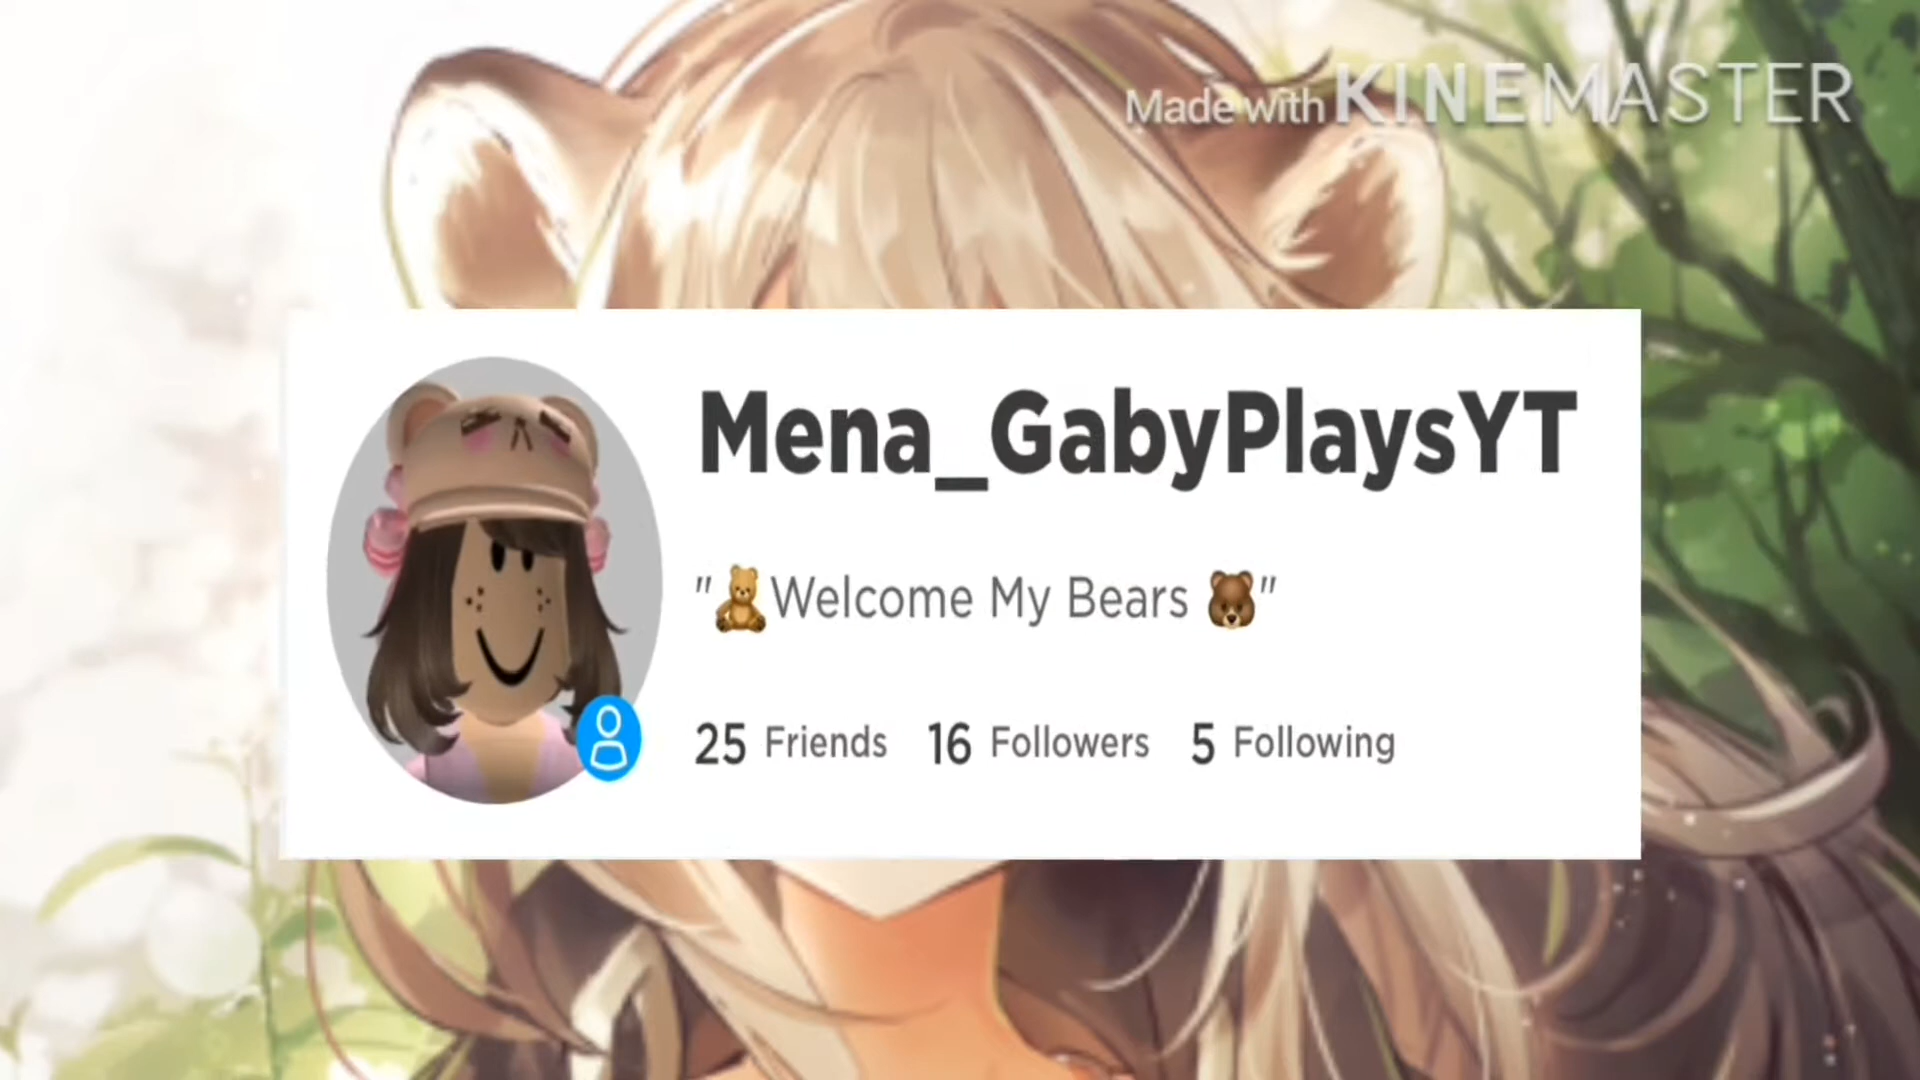 Made with KINEMASTER
Mena_GabyPlaysYT
"🧸Welcome My Bears 🐻"
25 Friends 16 Followers 5 Following